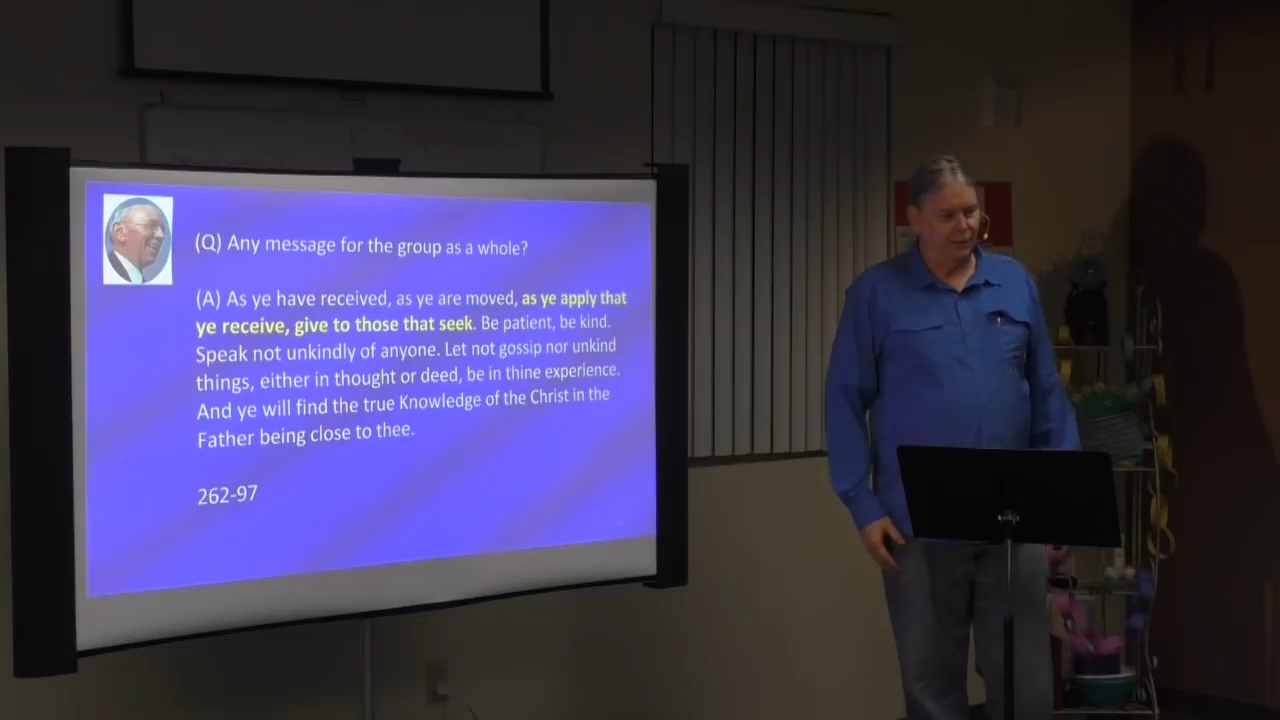 (Q) Any message for the group as a whole?
(A) As ye have received, as ye are moved, as ye apply that
ye receive, give to those that seek. Be patient, be kind.
Speak not unkindly of anyone. Let not gossip nor unkind
things, either in thought or deed, be in thine experience.
And ye will find the true Knowledge of the Christ in the
Father being close to thee.
262-97